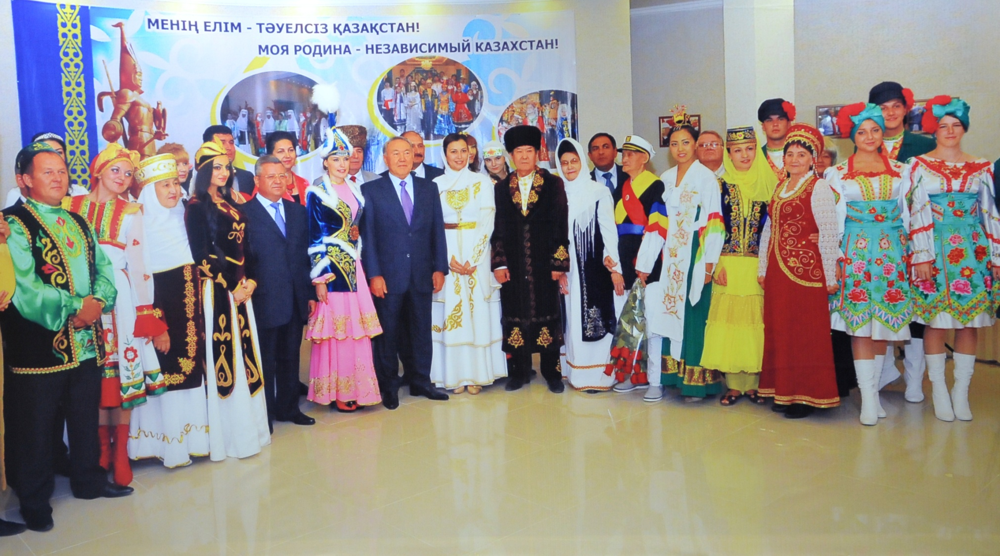 МЕНІҢ ЕЛІМ - ТӘУЕЛСІЗ ҚАЗАҚСТАН!
МОЯ РОДИНА - НЕЗАВИСИМЫЙ КАЗАХСТАН!